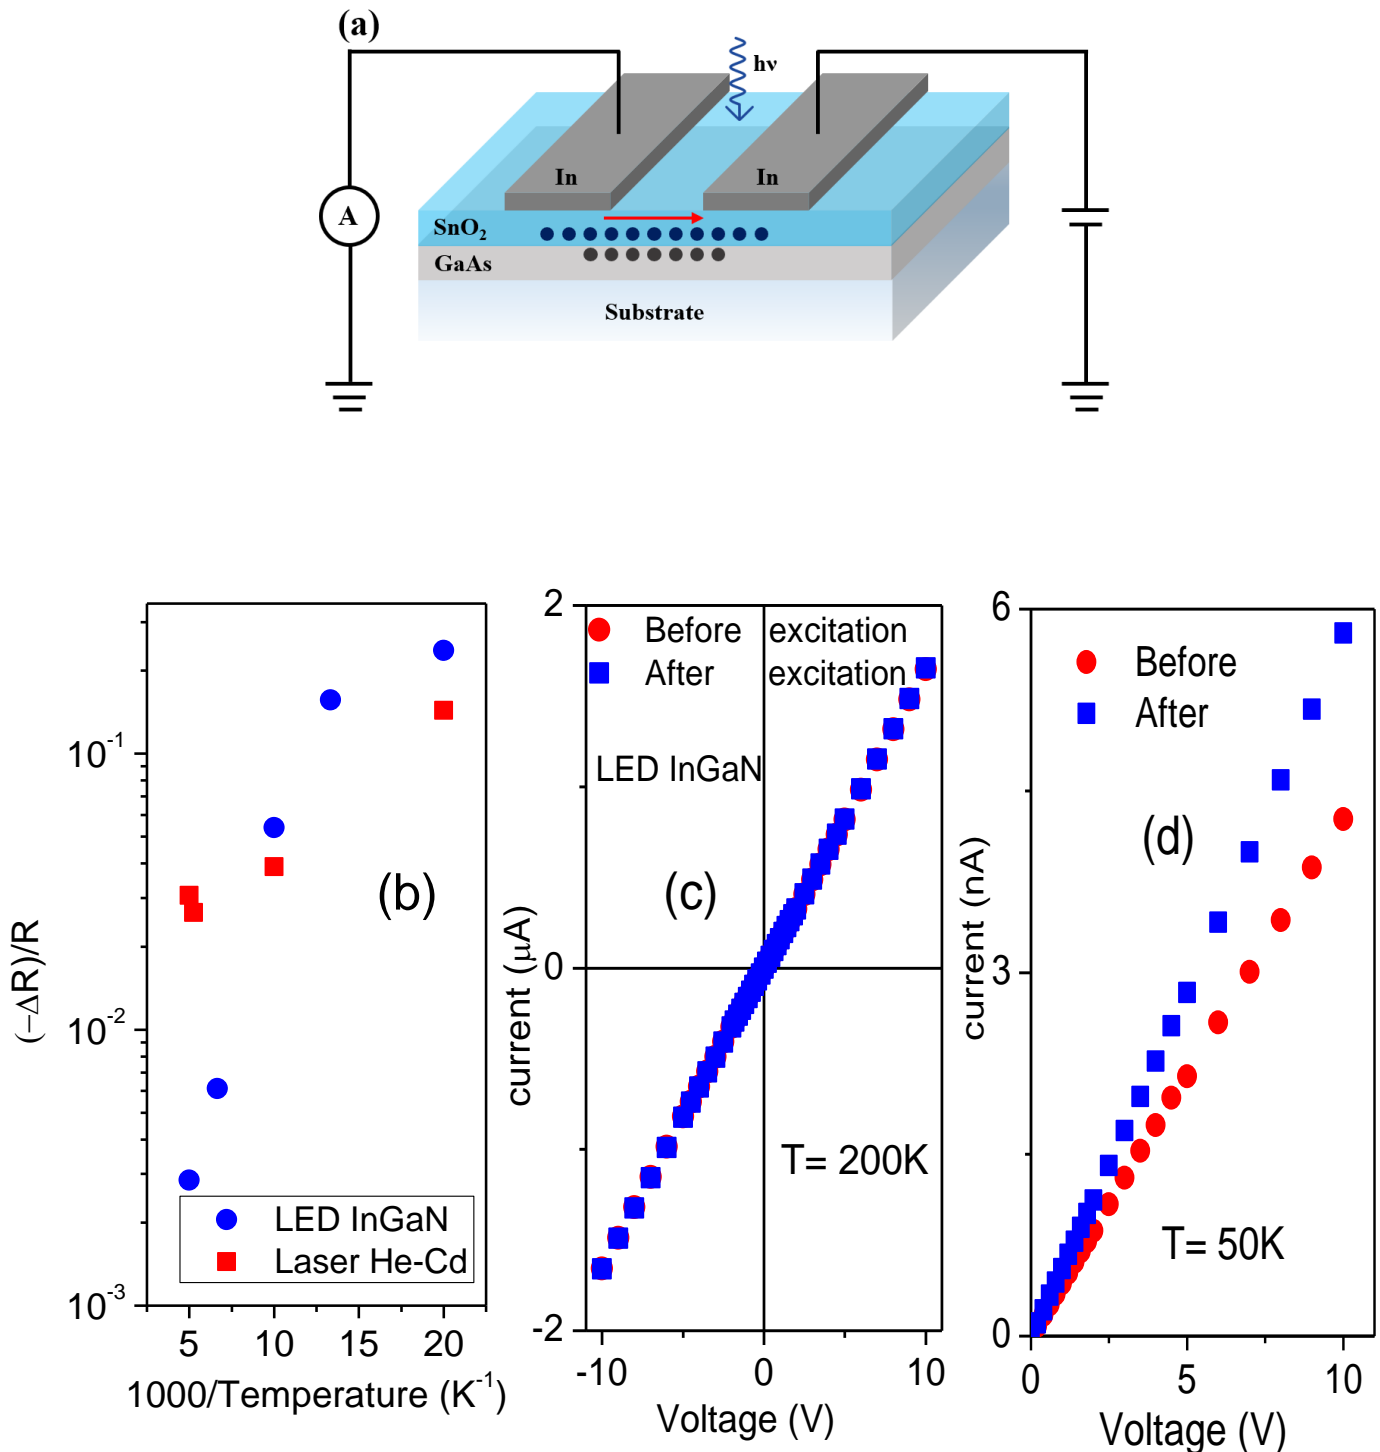 (a)
hν
In In
A
SnO₂
GaAs
Substrate
(−ΔR)/R
10⁻¹
10⁻²
10⁻³
(b)
LED InGaN
Laser He-Cd
5 10 15 20
1000/Temperature (K⁻¹)
current (μA)
2
0
-2
Before excitation
After excitation
LED InGaN
(c)
T= 200K
-10 0 10
Voltage (V)
current (nA)
6
3
0
Before
After
(d)
T= 50K
0 5 10
Voltage (V)